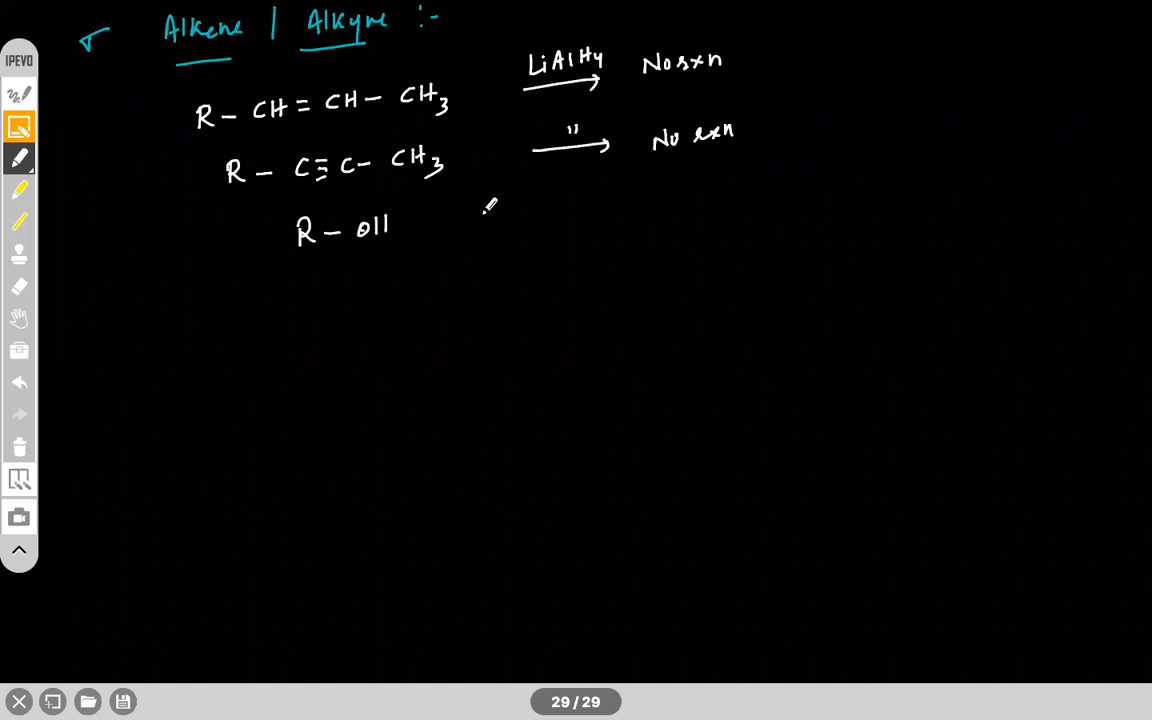 IPEVO
Alkene | Alkyne :-
R - CH = CH - CH3 LiAlH4 → No rxn
R - C ≡ C - CH3 " → No rxn
R - OH
29 / 29